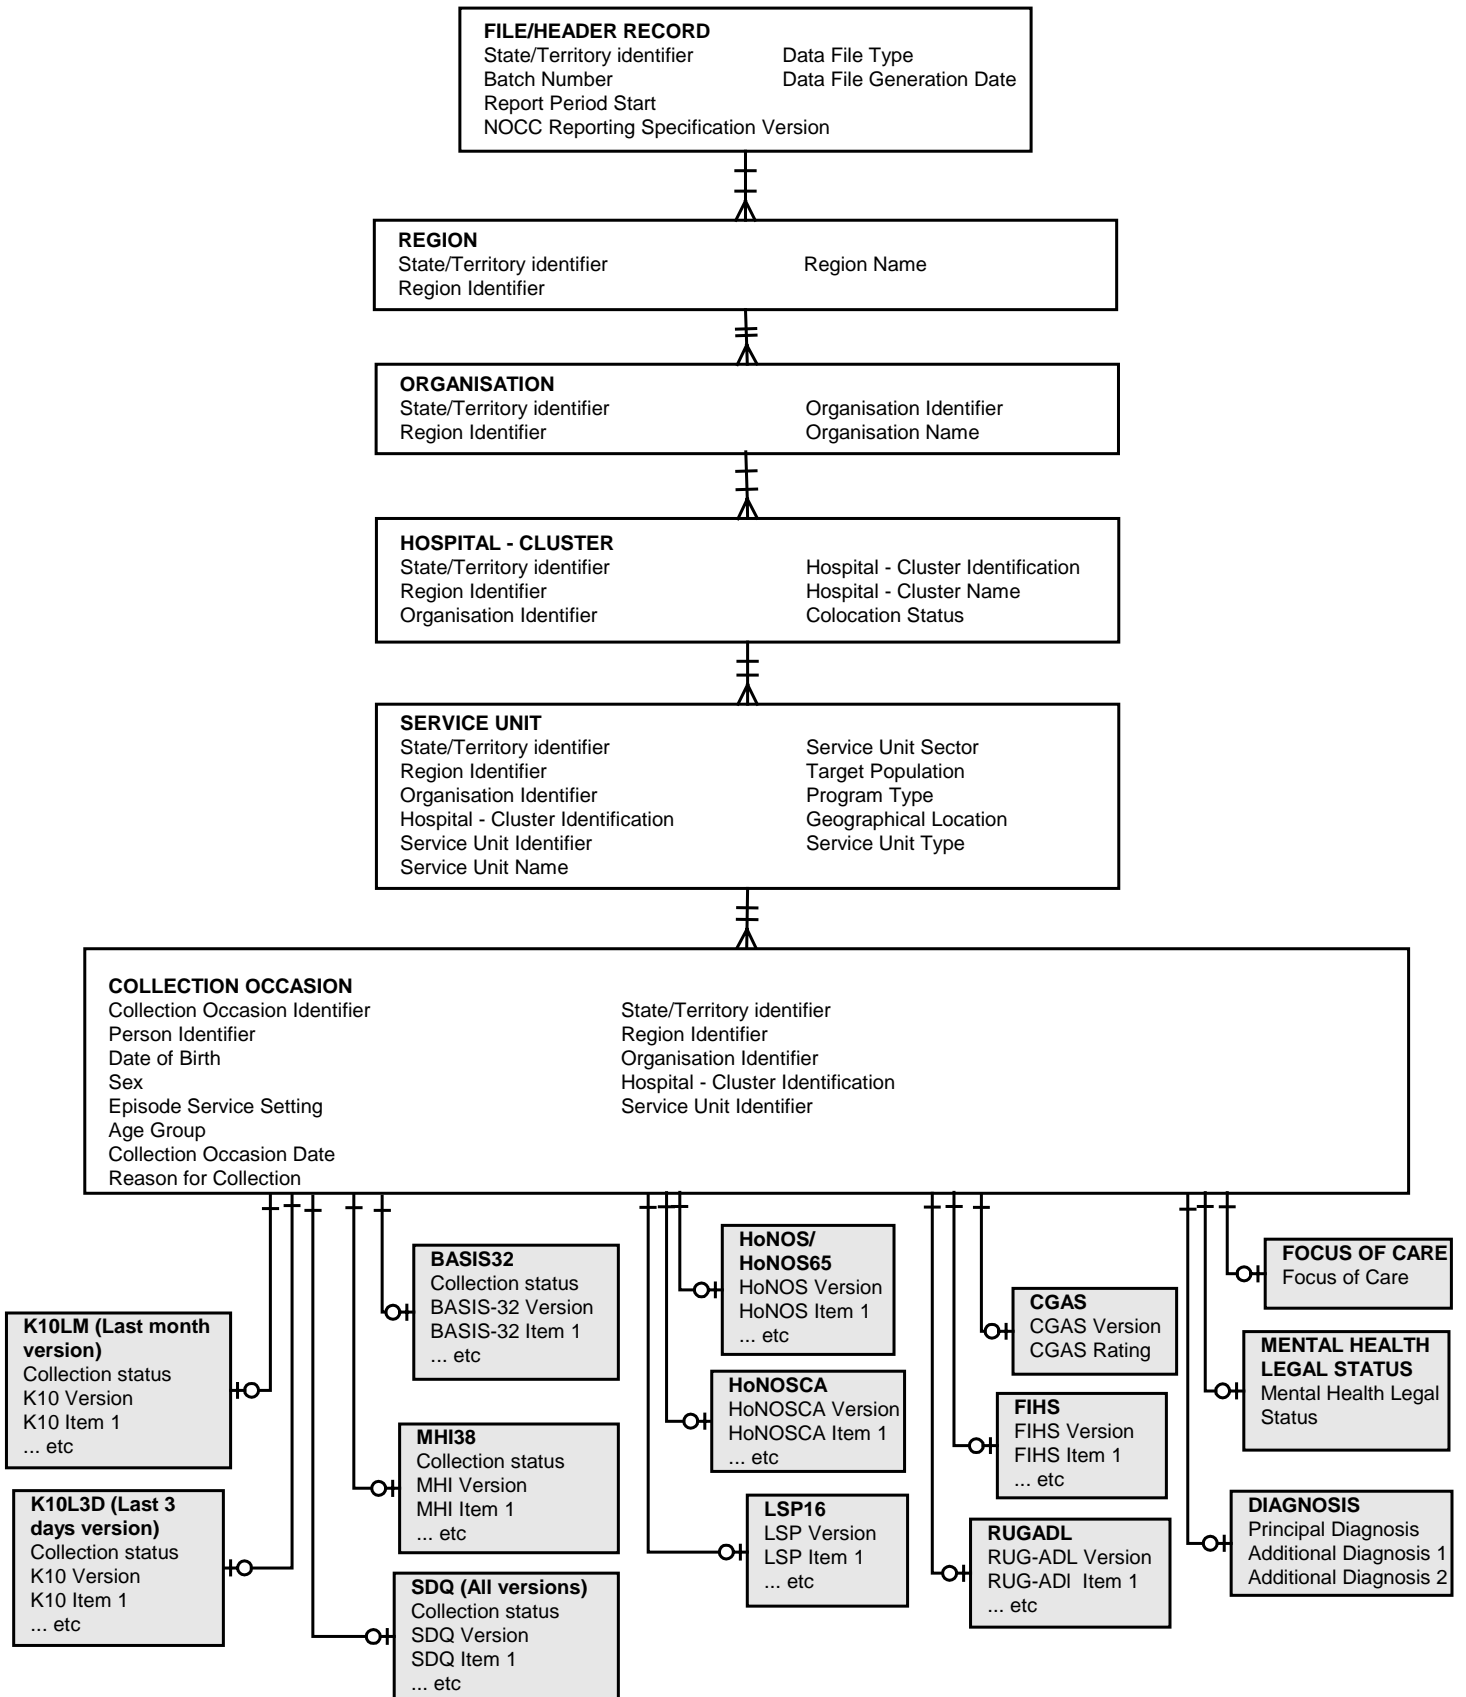 FILE/HEADER RECORD
State/Territory identifier Data File Type
Batch Number Data File Generation Date
Report Period Start
NOCC Reporting Specification Version
REGION
State/Territory identifier Region Name
Region Identifier
ORGANISATION
State/Territory identifier Organisation Identifier
Region Identifier Organisation Name
HOSPITAL - CLUSTER
State/Territory identifier Hospital - Cluster Identification
Region Identifier Hospital - Cluster Name
Organisation Identifier Colocation Status
SERVICE UNIT
State/Territory identifier Service Unit Sector
Region Identifier Target Population
Organisation Identifier Program Type
Hospital - Cluster Identification Geographical Location
Service Unit Identifier Service Unit Type
Service Unit Name
COLLECTION OCCASION
Collection Occasion Identifier State/Territory identifier
Person Identifier Region Identifier
Date of Birth Organisation Identifier
Sex Hospital - Cluster Identification
Episode Service Setting Service Unit Identifier
Age Group
Collection Occasion Date
Reason for Collection
K10LM (Last month
version)
Collection status
K10 Version
K10 Item 1
... etc
K10L3D (Last 3
days version)
Collection status
K10 Version
K10 Item 1
... etc
BASIS32
Collection status
BASIS-32 Version
BASIS-32 Item 1
... etc
MHI38
Collection status
MHI Version
MHI Item 1
... etc
SDQ (All versions)
Collection status
SDQ Version
SDQ Item 1
... etc
HoNOS/
HoNOS65
HoNOS Version
HoNOS Item 1
... etc
HoNOSCA
HoNOSCA Version
HoNOSCA Item 1
... etc
LSP16
LSP Version
LSP Item 1
... etc
CGAS
CGAS Version
CGAS Rating
FIHS
FIHS Version
FIHS Item 1
... etc
RUGADL
RUG-ADL Version
RUG-ADl Item 1
... etc
FOCUS OF CARE
Focus of Care
MENTAL HEALTH
LEGAL STATUS
Mental Health Legal
Status
DIAGNOSIS
Principal Diagnosis
Additional Diagnosis 1
Additional Diagnosis 2